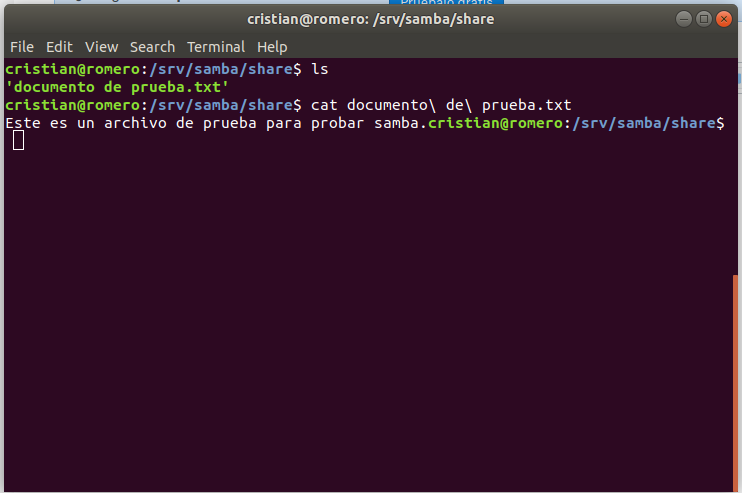 Pruébalo gratis
cristian@romero: /srv/samba/share
File Edit View Search Terminal Help
cristian@romero:/srv/samba/share$ ls
'documento de prueba.txt'
cristian@romero:/srv/samba/share$ cat documento\ de\ prueba.txt
Este es un archivo de prueba para probar samba.cristian@romero:/srv/samba/share$